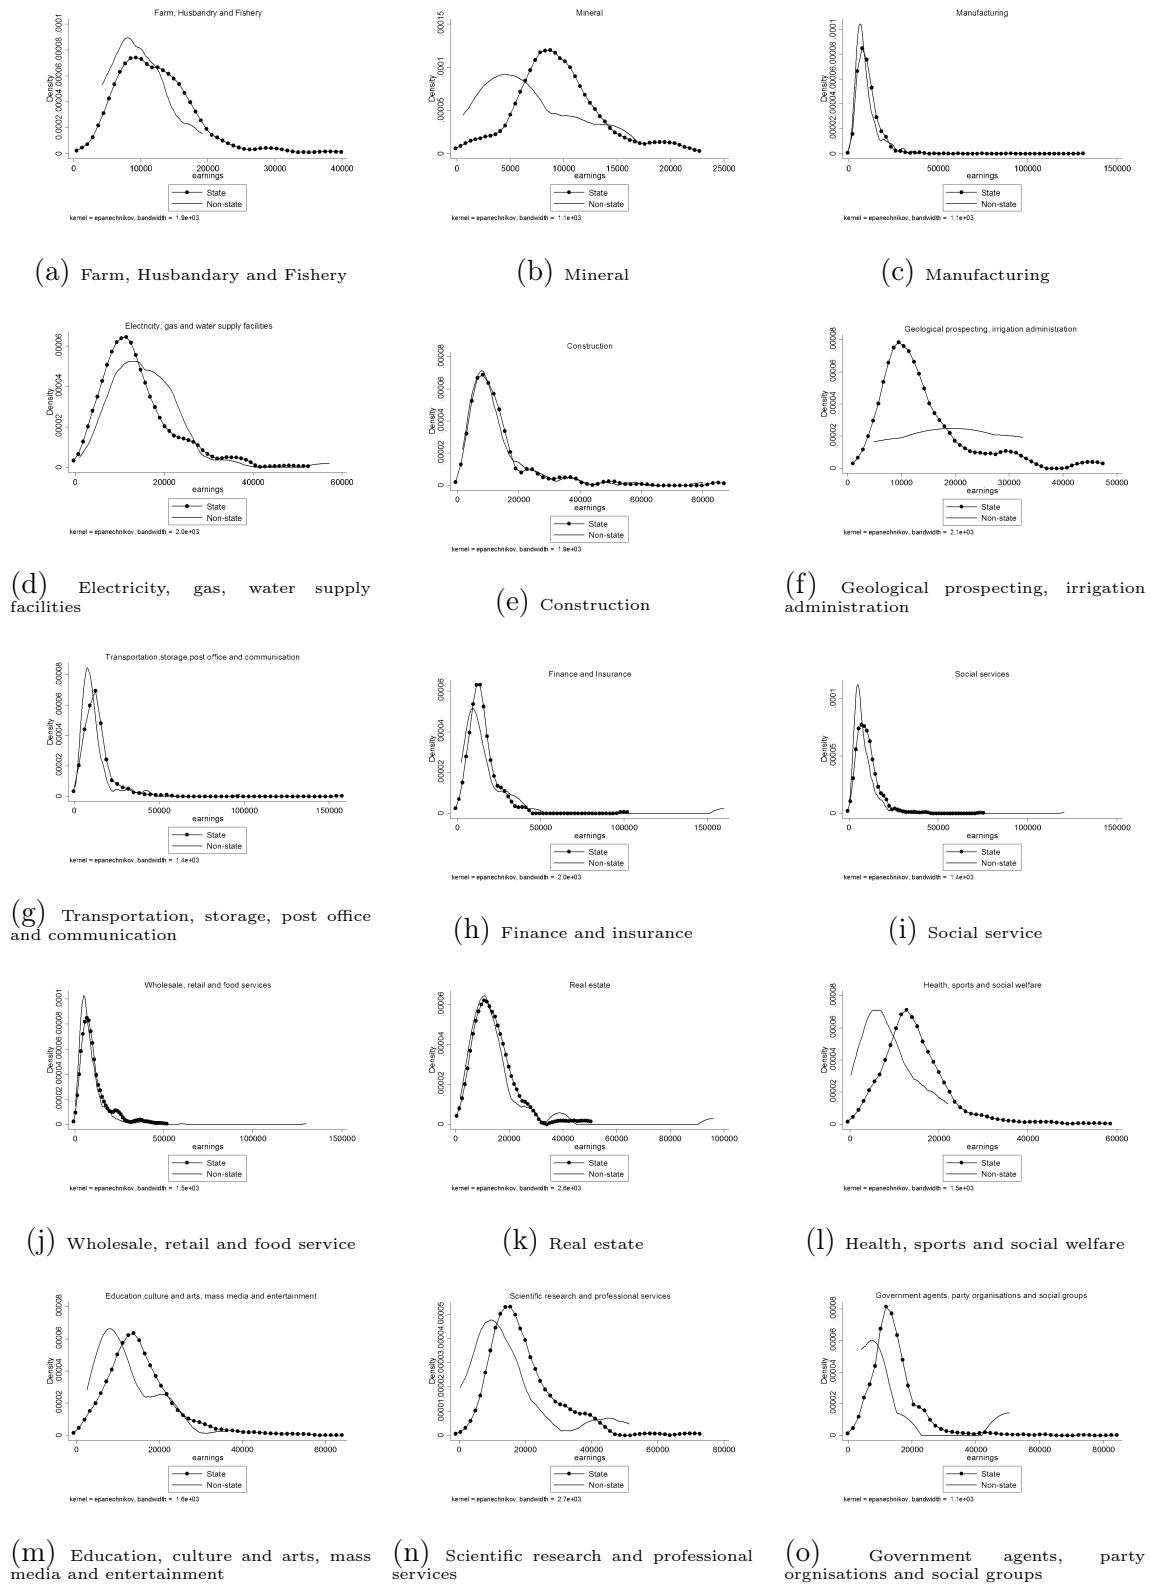 Farm, Husbandry and Fishery
Density
0 .00002 .00004 .00006 .00008 .0001
0 10000 20000 30000 40000
earnings
State
Non-state
kernel = epanechnikov, bandwidth = 1.9e+03
(a) Farm, Husbandary and Fishery
Mineral
Density
0 .00005 .0001 .00015
0 5000 10000 15000 20000 25000
earnings
State
Non-state
kernel = epanechnikov, bandwidth = 1.1e+03
(b) Mineral
Manufacturing
Density
0 .00002 .00004 .00006 .00008 .0001
0 50000 100000 150000
earnings
State
Non-state
kernel = epanechnikov, bandwidth = 1.1e+03
(c) Manufacturing
Electricity, gas and water supply facilities
Density
0 .00002 .00004 .00006
0 20000 40000 60000
earnings
State
Non-state
kernel = epanechnikov, bandwidth = 2.0e+03
(d) Electricity, gas, water supply
facilities
Construction
Density
0 .00002 .00004 .00006 .00008
0 20000 40000 60000 80000
earnings
State
Non-state
kernel = epanechnikov, bandwidth = 1.9e+03
(e) Construction
Geological prospecting, irrigation administration
Density
0 .00002 .00004 .00006 .00008
0 10000 20000 30000 40000 50000
earnings
State
Non-state
kernel = epanechnikov, bandwidth = 2.1e+03
(f) Geological prospecting, irrigation
administration
Transportation,storage,post office and communication
Density
0 .00002 .00004 .00006 .00008
0 50000 100000 150000
earnings
State
Non-state
kernel = epanechnikov, bandwidth = 1.4e+03
(g) Transportation, storage, post office
and communication
Finance and Insurance
Density
0 .00002 .00004 .00006
0 50000 100000 150000
earnings
State
Non-state
kernel = epanechnikov, bandwidth = 2.0e+03
(h) Finance and insurance
Social services
Density
0 .00005 .0001
0 50000 100000 150000
earnings
State
Non-state
kernel = epanechnikov, bandwidth = 1.4e+03
(i) Social service
Wholesale, retail and food services
Density
0 .00002 .00004 .00006 .00008 .0001
0 50000 100000 150000
earnings
State
Non-state
kernel = epanechnikov, bandwidth = 1.5e+03
(j) Wholesale, retail and food service
Real estate
Density
0 .00002 .00004 .00006
0 20000 40000 60000 80000 100000
earnings
State
Non-state
kernel = epanechnikov, bandwidth = 2.6e+03
(k) Real estate
Health, sports and social welfare
Density
0 .00002 .00004 .00006 .00008
0 20000 40000 60000
earnings
State
Non-state
kernel = epanechnikov, bandwidth = 1.5e+03
(l) Health, sports and social welfare
Education,culture and arts, mass media and entertainment
Density
0 .00002 .00004 .00006 .00008
0 20000 40000 60000
earnings
State
Non-state
kernel = epanechnikov, bandwidth = 1.6e+03
(m) Education, culture and arts, mass
media and entertainment
Scientific research and professional services
Density
0 .00001 .00002 .00003 .00004 .00005
0 20000 40000 60000 80000
earnings
State
Non-state
kernel = epanechnikov, bandwidth = 2.7e+03
(n) Scientific research and professional
services
Government agents, party organisations and social groups
Density
0 .00002 .00004 .00006 .00008
0 20000 40000 60000 80000
earnings
State
Non-state
kernel = epanechnikov, bandwidth = 1.1e+03
(o) Government agents, party
orgnisations and social groups